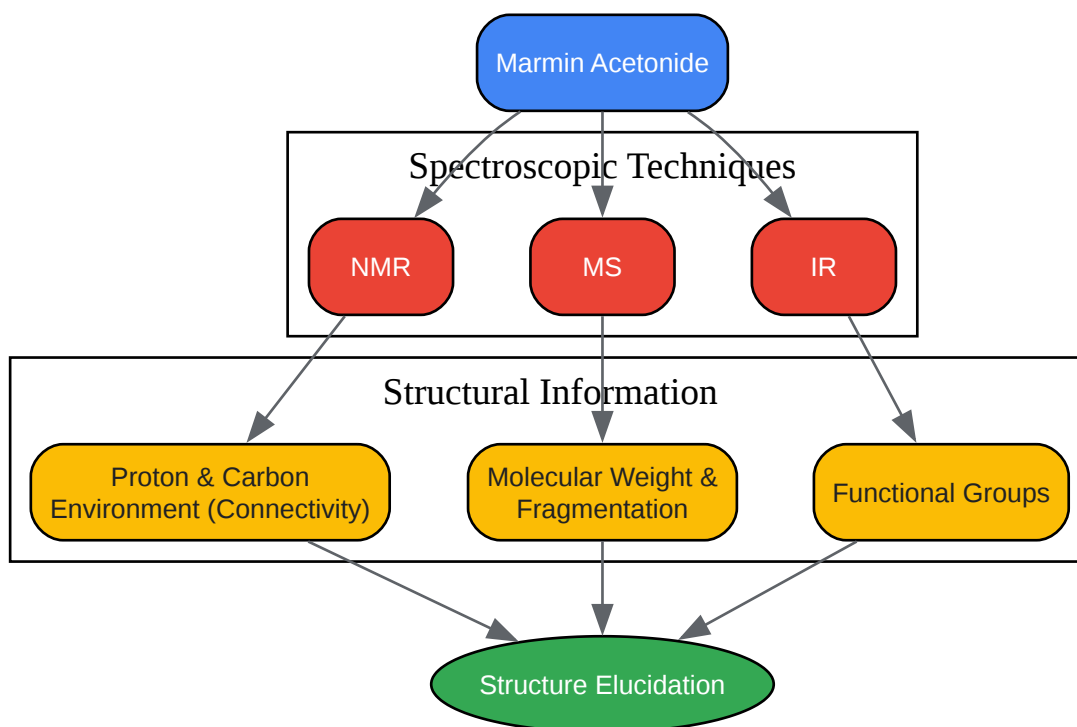 Marmin Acetonide
Spectroscopic Techniques
NMR
MS
IR
Structural Information
Proton & Carbon
Environment (Connectivity)
Molecular Weight &
Fragmentation
Functional Groups
Structure Elucidation